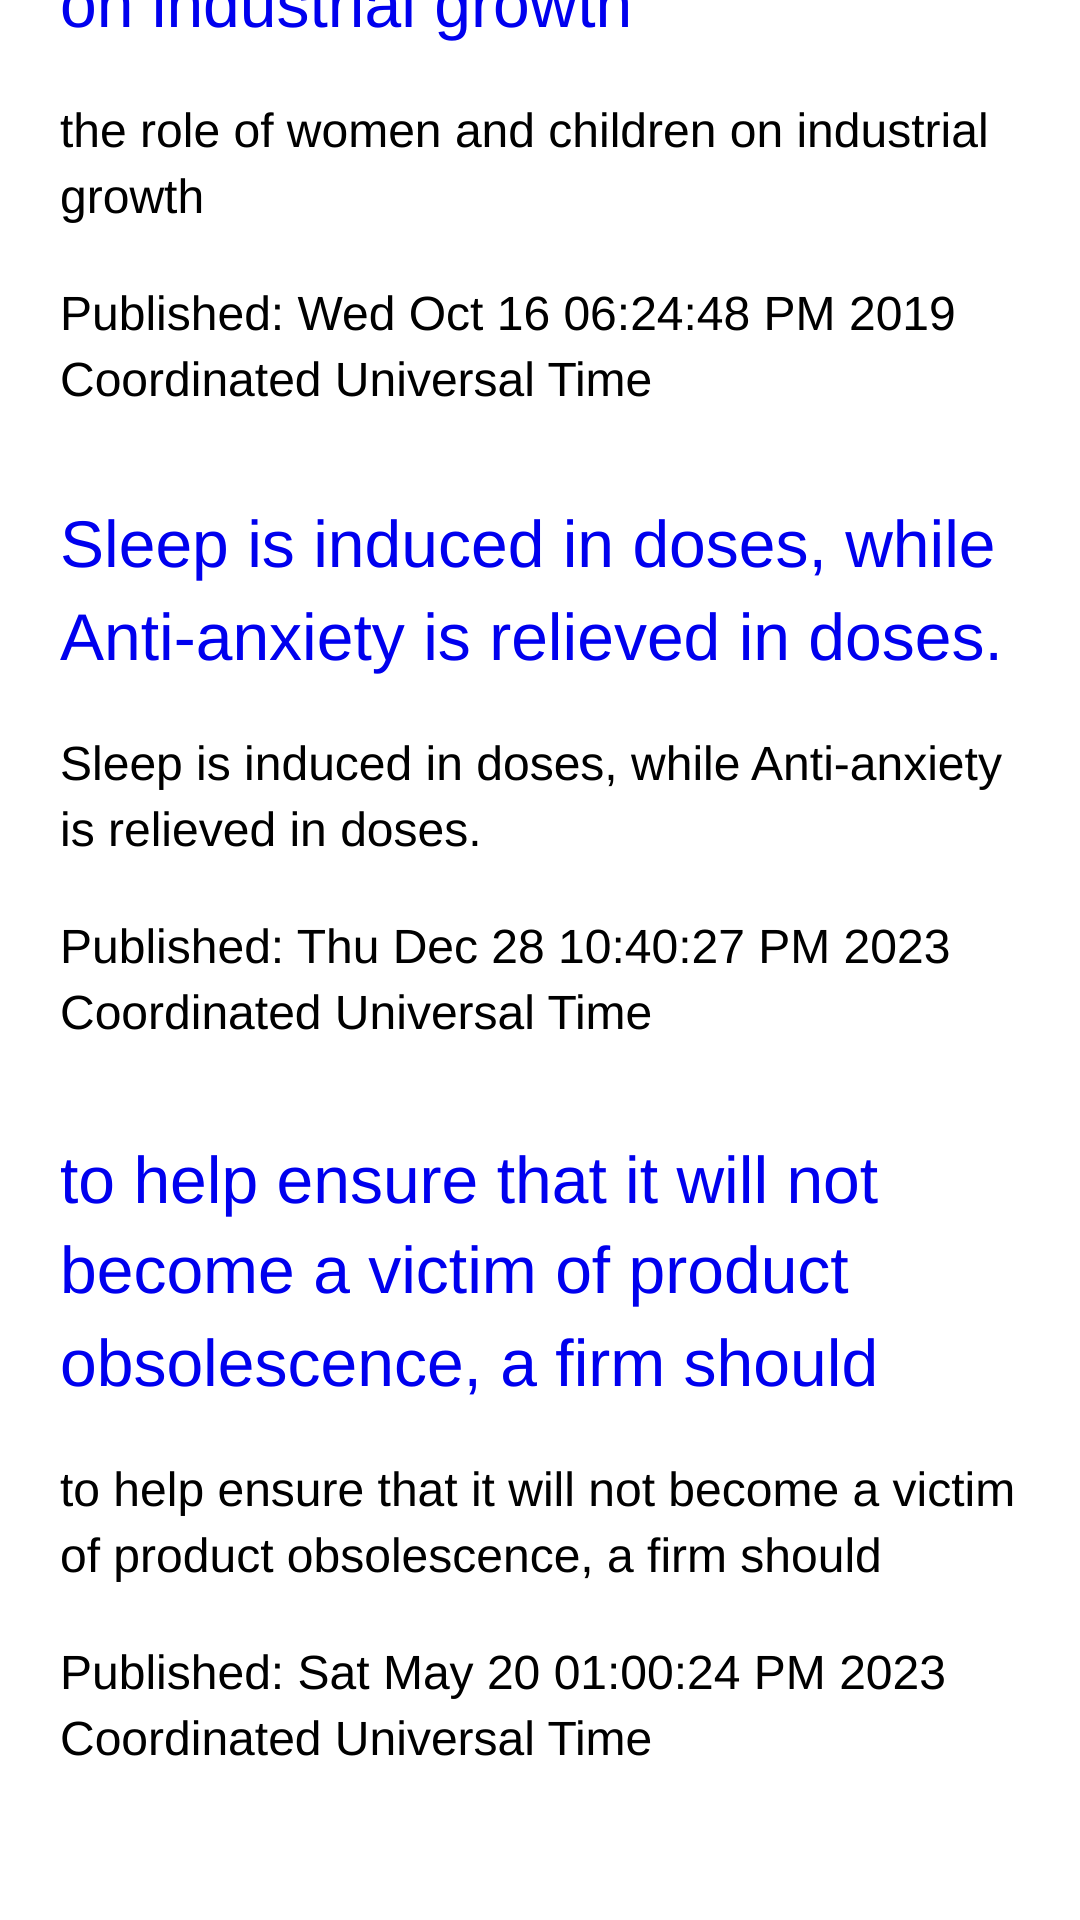 on industrial growth
the role of women and children on industrial
growth
Published: Wed Oct 16 06:24:48 PM 2019
Coordinated Universal Time
Sleep is induced in doses, while
Anti-anxiety is relieved in doses.
Sleep is induced in doses, while Anti-anxiety
is relieved in doses.
Published: Thu Dec 28 10:40:27 PM 2023
Coordinated Universal Time
to help ensure that it will not
become a victim of product
obsolescence, a firm should
to help ensure that it will not become a victim
of product obsolescence, a firm should
Published: Sat May 20 01:00:24 PM 2023
Coordinated Universal Time